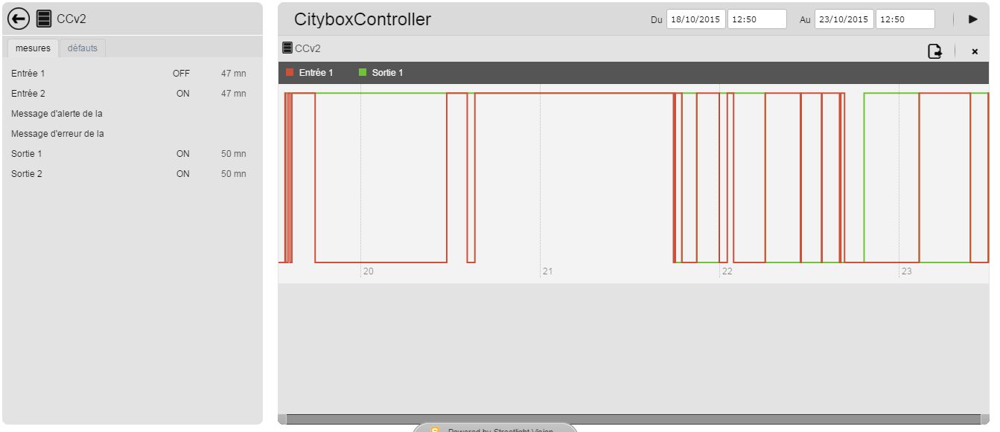 CCv2
mesures défauts
Entrée 1 OFF 47 mn
Entrée 2 ON 47 mn
Message d'alerte de la
Message d'erreur de la
Sortie 1 ON 50 mn
Sortie 2 ON 50 mn
CityboxController Du 18/10/2015 12:50 Au 23/10/2015 12:50
CCv2
Entrée 1 Sortie 1
20 21 22 23
S Powered by Streetlight.Vision